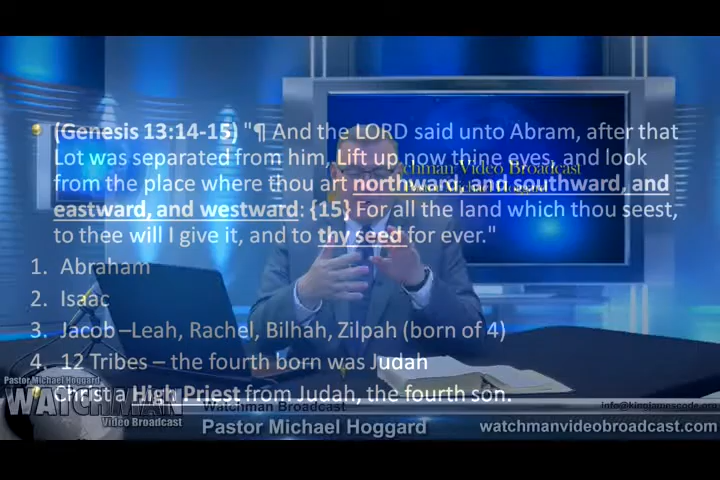 (Genesis 13:14-15) "¶ And the LORD said unto Abram, after that
Lot was separated from him, Lift up now thine eyes, and look
from the place where thou art northward, and southward, and
eastward, and westward: {15} For all the land which thou seest,
to thee will I give it, and to thy seed for ever."
1. Abraham
2. Isaac
3. Jacob –Leah, Rachel, Bilhah, Zilpah (born of 4)
4. 12 Tribes – the fourth born was Judah
Christ a High Priest from Judah, the fourth son.
chman Video Broadcast
Pastor Michael Hoggard
WATCHMAN
Video Broadcast
Watchman Broadcast
Pastor Michael Hoggard
info@kingjamescode.org
watchmanvideobroadcast.com